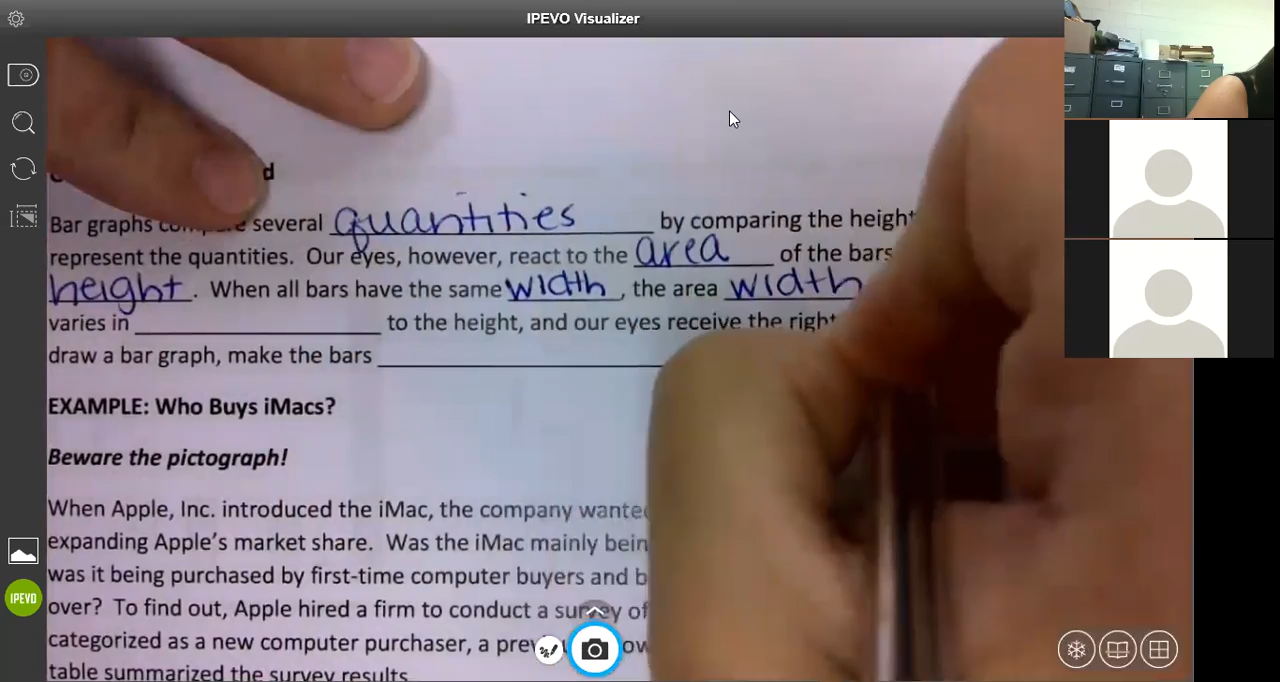 IPEVO Visualizer
d
Bar graphs several quantities by comparing the height
represent the quantities. Our eyes, however, react to the area of the bars
height. When all bars have the same width, the area width
varies in to the height, and our eyes receive the right
draw a bar graph, make the bars
EXAMPLE: Who Buys iMacs?
Beware the pictograph!
When Apple, Inc. introduced the iMac, the company wanted
expanding Apple's market share. Was the iMac mainly bein
was it being purchased by first-time computer buyers and b
over? To find out, Apple hired a firm to conduct a survey of
categorized as a new computer purchaser, a prev ow
table summarized the survey results.
IPEVO